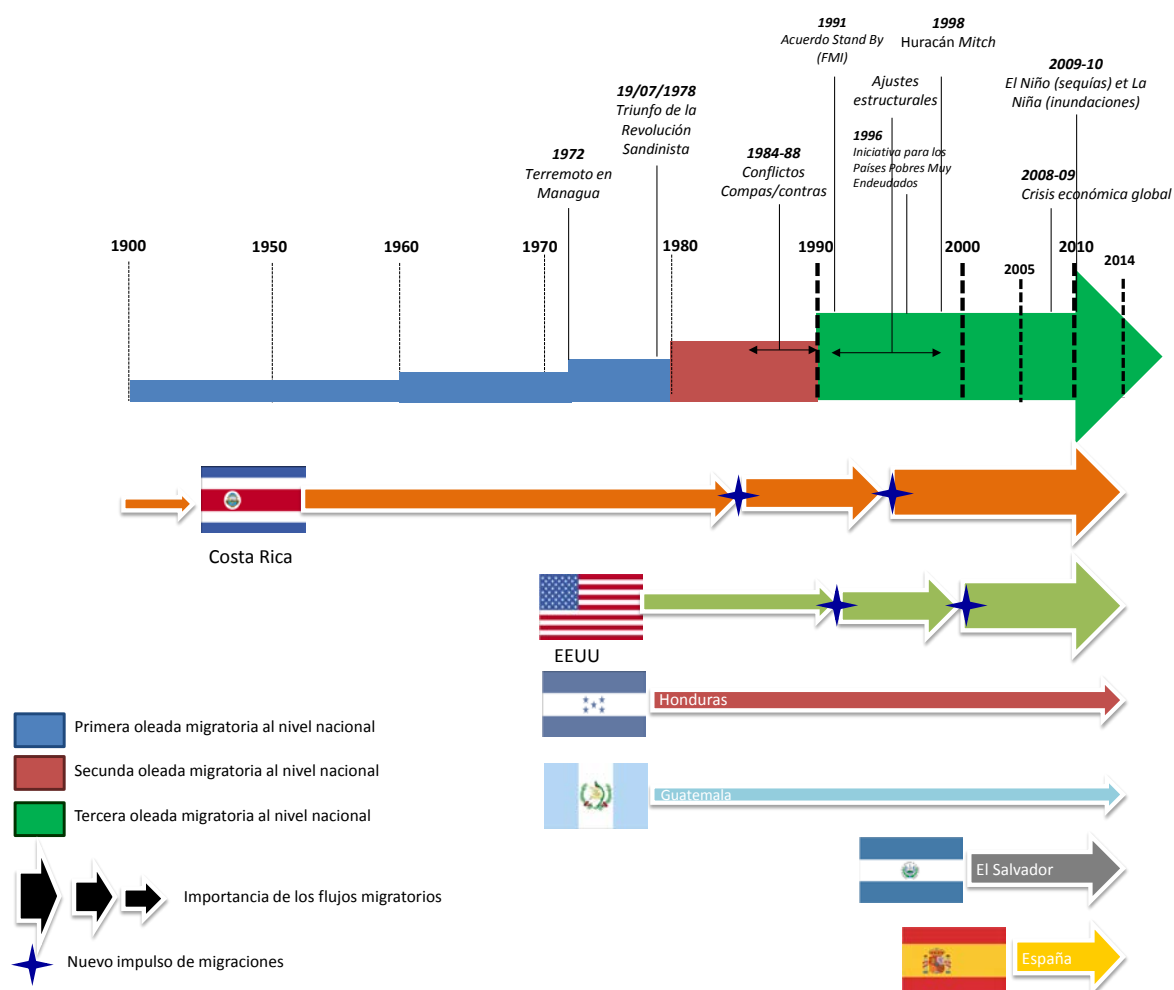 1991
Acuerdo Stand By
(FMI)
1998
Huracán Mitch
2009-10
El Niño (sequías) et La
Niña (inundaciones)
Ajustes
estructurales
19/07/1978
Triunfo de la
Revolución
Sandinista
1972
Terremoto en
Managua
1984-88
Conflictos
Compas/contras
1996
Iniciativa para los
Países Pobres Muy
Endeudados
2008-09
Crisis económica global
1900
1950
1960
1970
1980
1990
2000
2005
2010
2014
Costa Rica
EEUU
Honduras
Guatemala
El Salvador
España
Primera oleada migratoria al nivel nacional
Secunda oleada migratoria al nivel nacional
Tercera oleada migratoria al nivel nacional
Importancia de los flujos migratorios
Nuevo impulso de migraciones